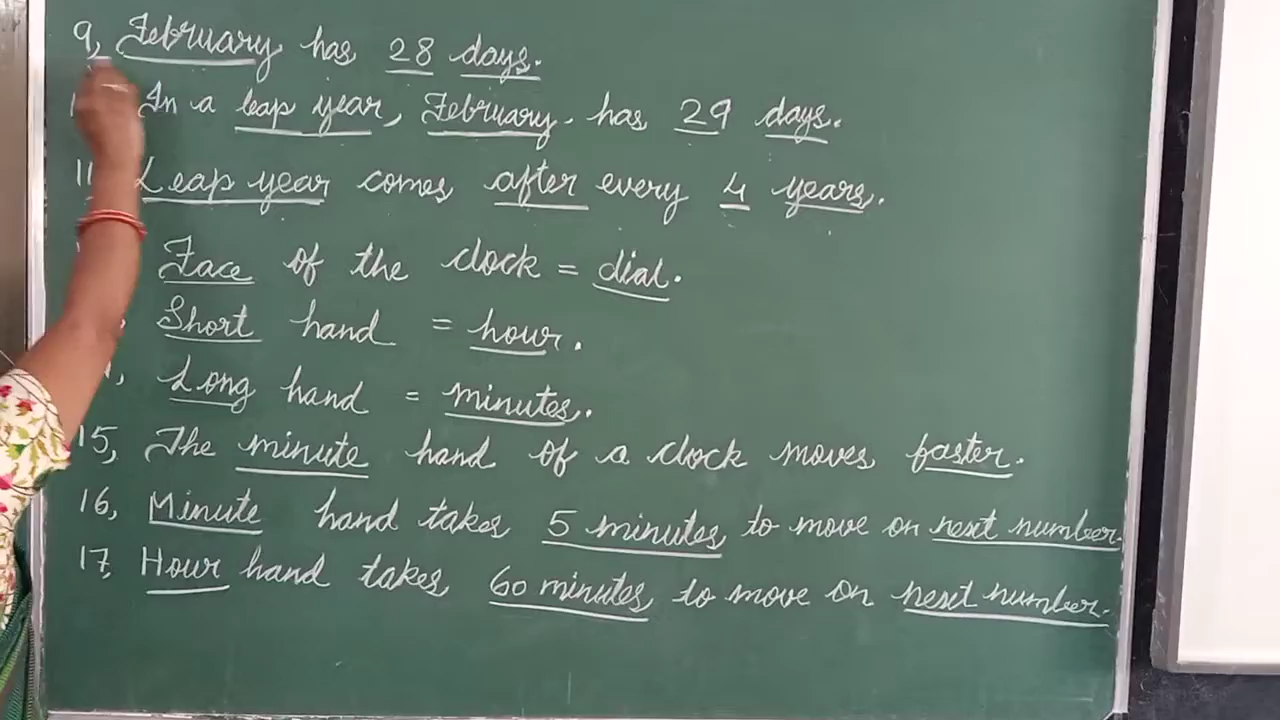 9, February has 28 days.
In a leap year, February. has 29 days.
11 Leap year comes after every 4 years.
Face of the clock = dial.
Short hand = hour.
Long hand = minutes.
15, The minute hand of a clock moves faster.
16, Minute hand takes 5 minutes to move on next number.
17, Hour hand takes 60 minutes to move on next number.